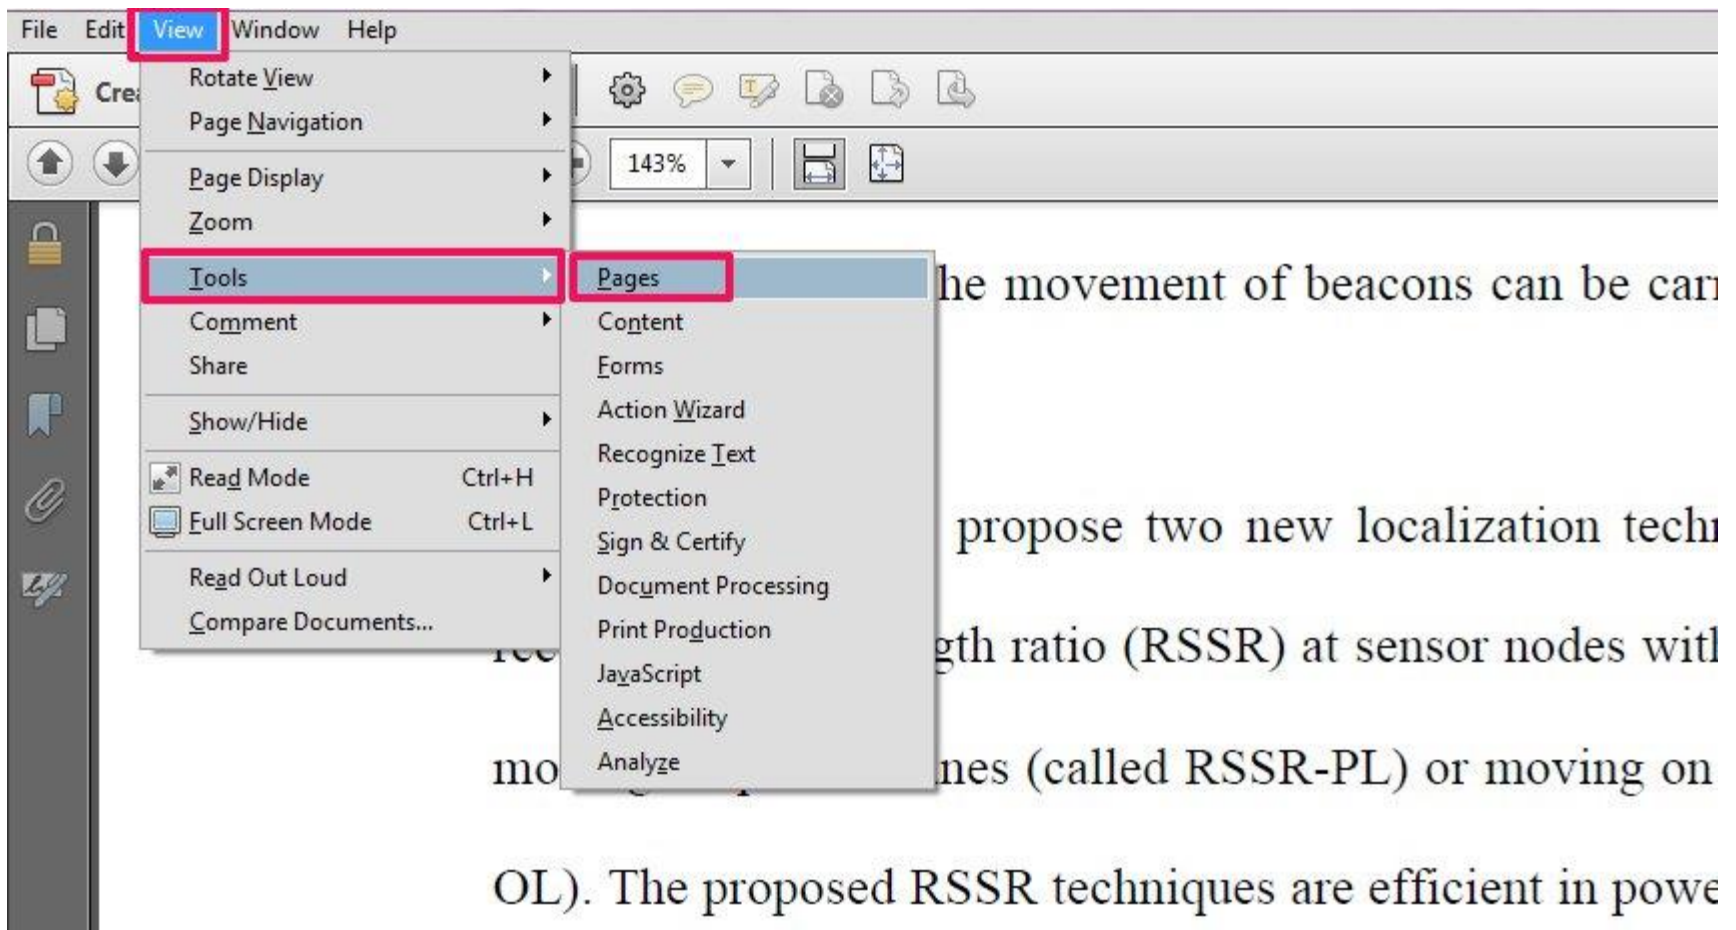 File Edit View Window Help
Rotate View
Page Navigation
143%
Page Display
Zoom
Tools
Pages
he movement of beacons can be
Comment
Content
Share
Forms
Show/Hide
Action Wizard
Recognize Text
Read Mode Ctrl+H
Protection
Full Screen Mode Ctrl+L
Sign & Certify
propose two new localization
Read Out Loud
Document Processing
Compare Documents...
Print Production
gth ratio (RSSR) at sensor nodes
JavaScript
Accessibility
Analyze
nes (called RSSR-PL) or moving on
OL). The proposed RSSR techniques are efficient in